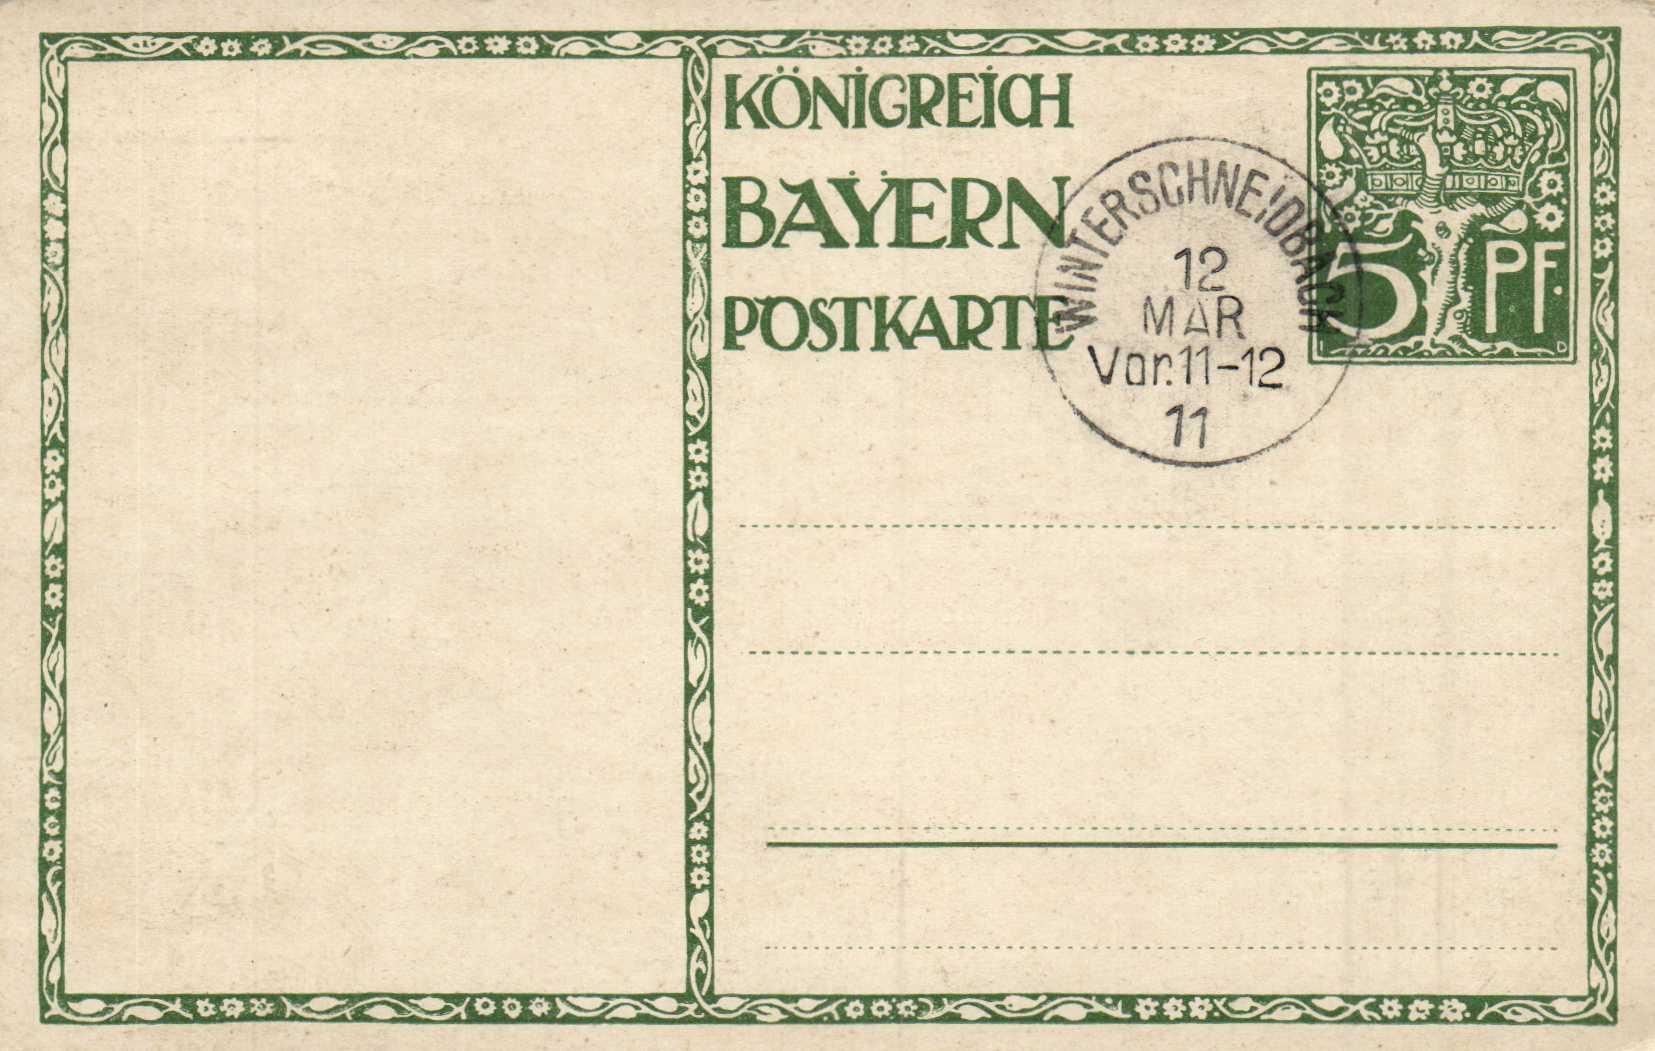 KÖNIGREICH
BAYERN
POSTKARTE
WINTERSCHNEIDBACH
12
MAR
Vor. 11-12
11
5 PF.
D